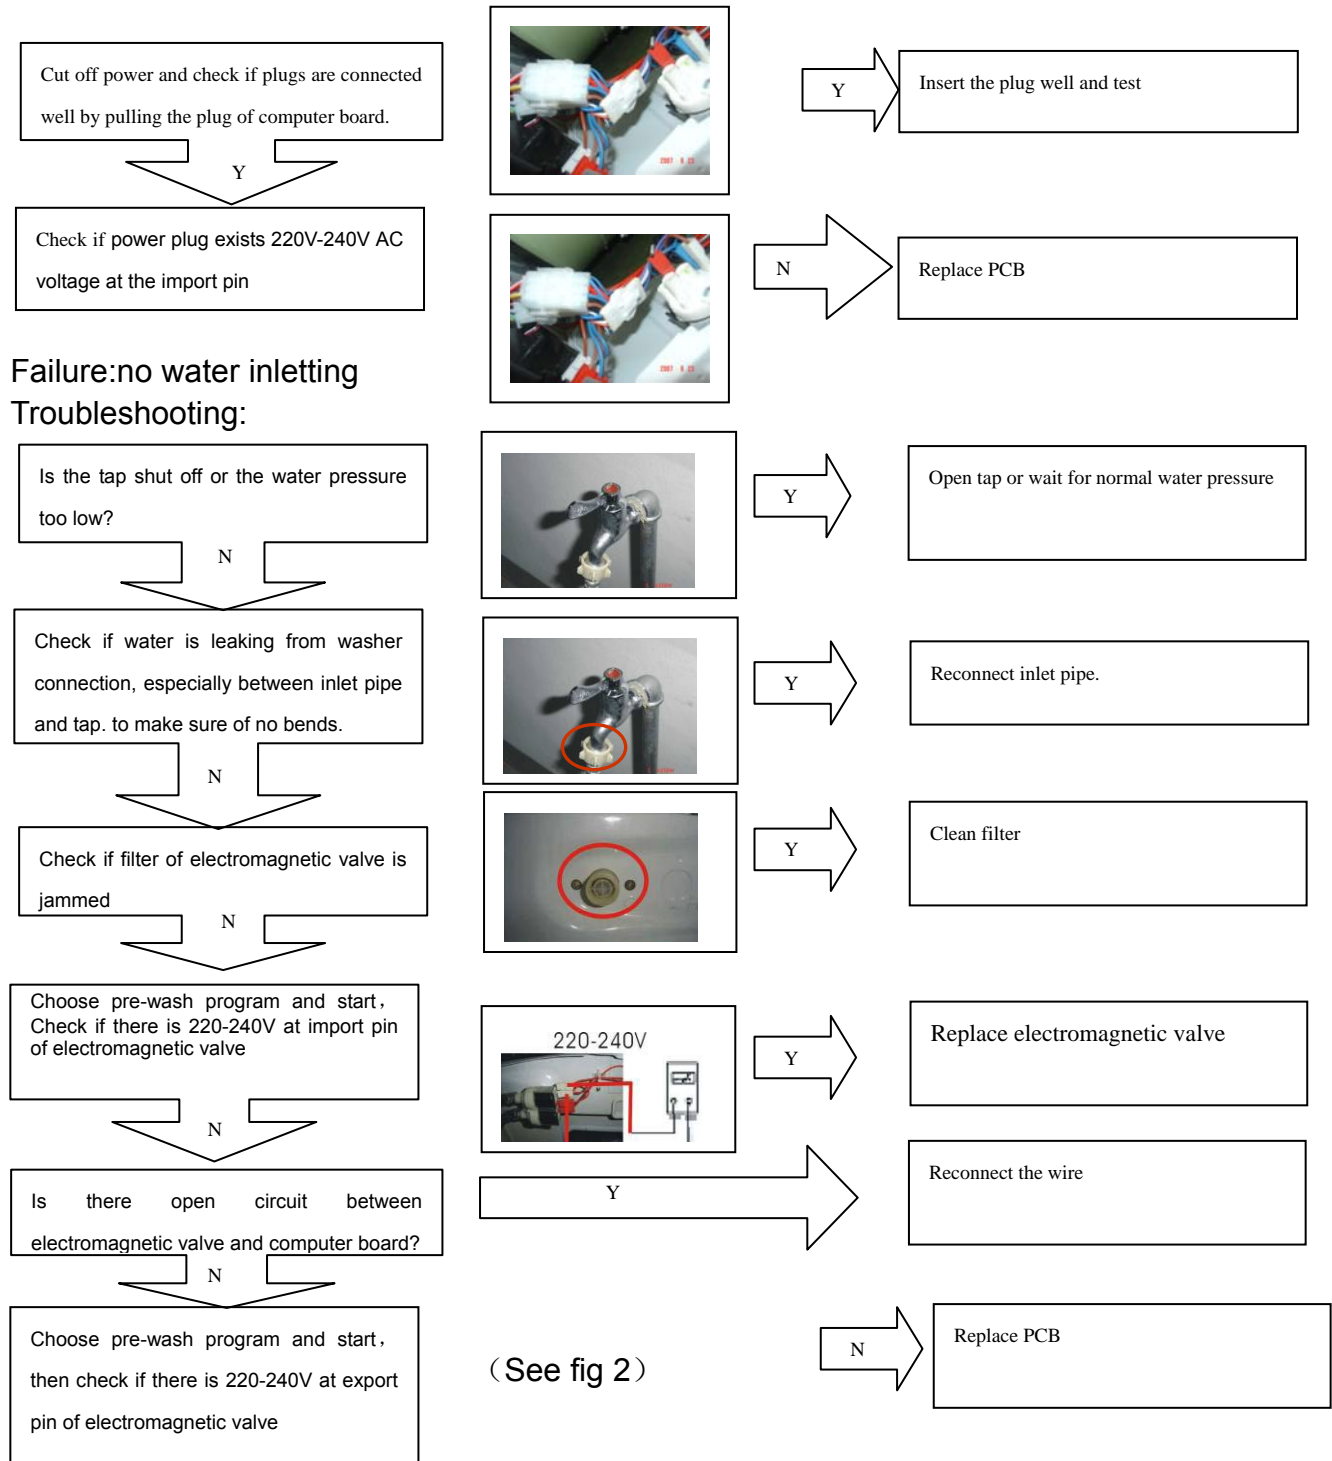 Cut off power and check if plugs are connected
well by pulling the plug of computer board.
Y
Insert the plug well and test
Y
Check if power plug exists 220V-240V AC
voltage at the import pin
N
Replace PCB
Failure:no water inletting
Troubleshooting:
Is the tap shut off or the water pressure
too low?
Y
Open tap or wait for normal water pressure
N
Check if water is leaking from washer
connection, especially between inlet pipe
and tap. to make sure of no bends.
Y
Reconnect inlet pipe.
N
Check if filter of electromagnetic valve is
jammed
Y
Clean filter
N
Choose pre-wash program and start，
Check if there is 220-240V at import pin
of electromagnetic valve
220-240V
Y
Replace electromagnetic valve
N
Is there open circuit between
electromagnetic valve and computer board?
Y
Reconnect the wire
N
Choose pre-wash program and start，
then check if there is 220-240V at export
pin of electromagnetic valve
（See fig 2）
N
Replace PCB